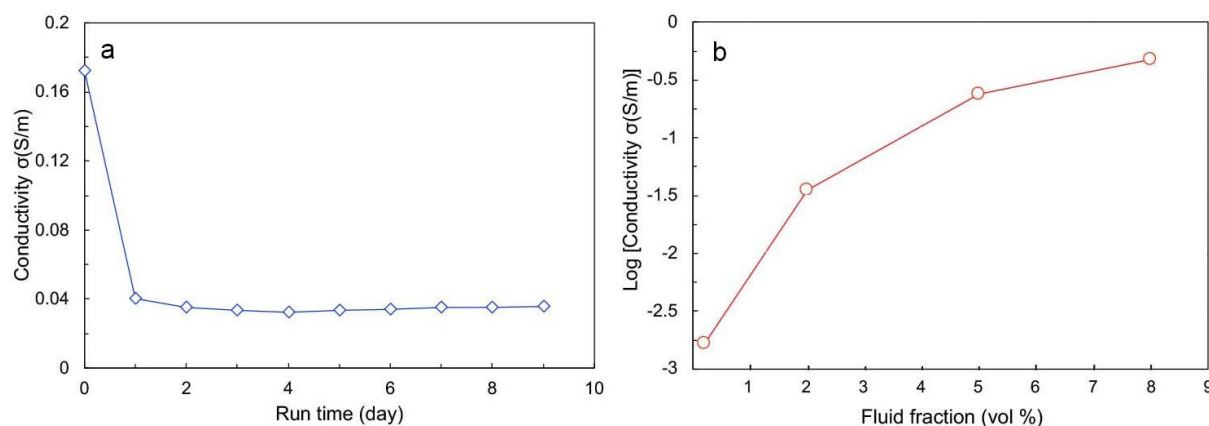 a
0.2
0.16
0.12
0.08
0.04
0
Conductivity σ(S/m)
0 2 4 6 8 10
Run time (day)
b
0
-0.5
-1
-1.5
-2
-2.5
-3
Log [Conductivity σ(S/m)]
1 2 3 4 5 6 7 8 9
Fluid fraction (vol %)